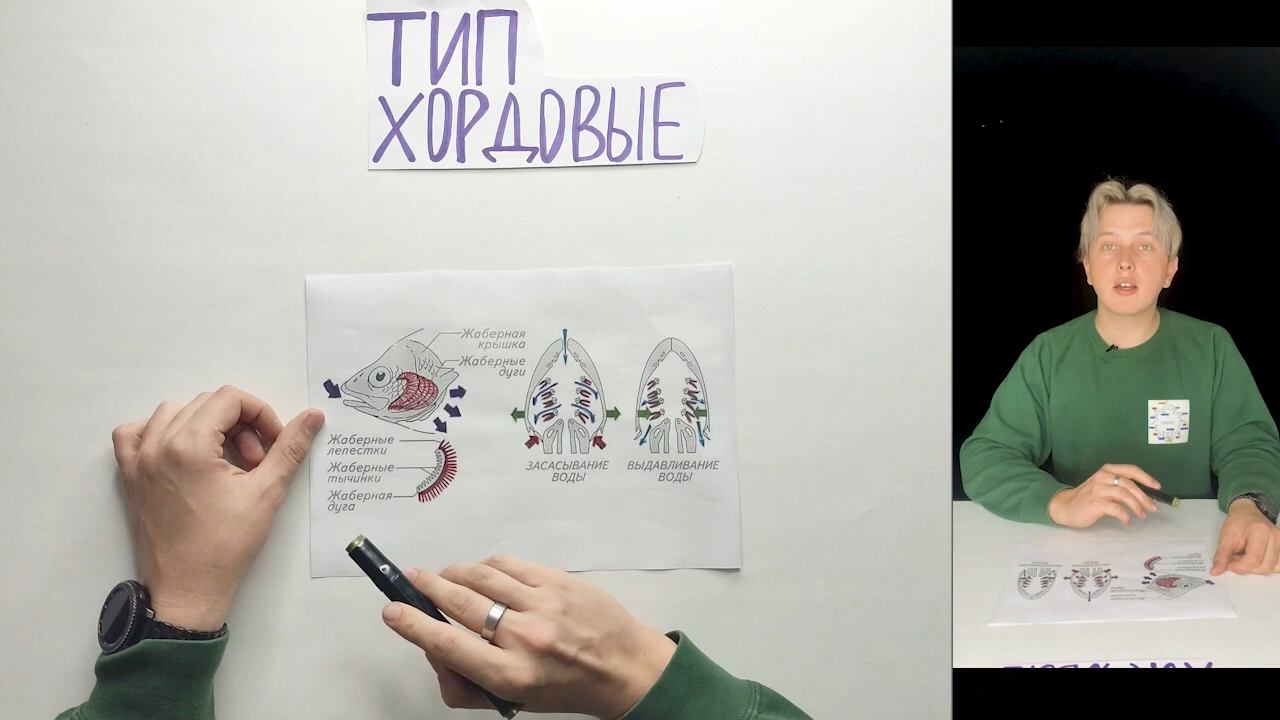 ТИП
ХОРДОВЫЕ
Жаберная
крышка
Жаберные
дуги
Жаберные
лепестки
Жаберные
тычинки
Жаберная
дуга
ЗАСАСЫВАНИЕ
ВОДЫ
ВЫДАВЛИВАНИЕ
ВОДЫ